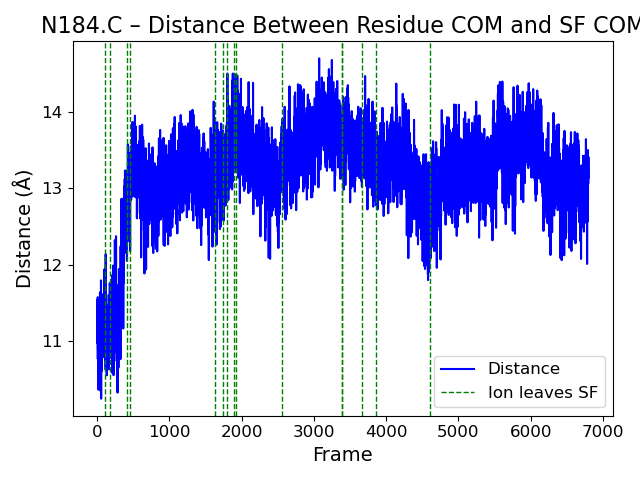 N184.C – Distance Between Residue COM and SF COM
Distance (Å)
14
13
12
11
Distance
Ion leaves SF
0 1000 2000 3000 4000 5000 6000 7000
Frame